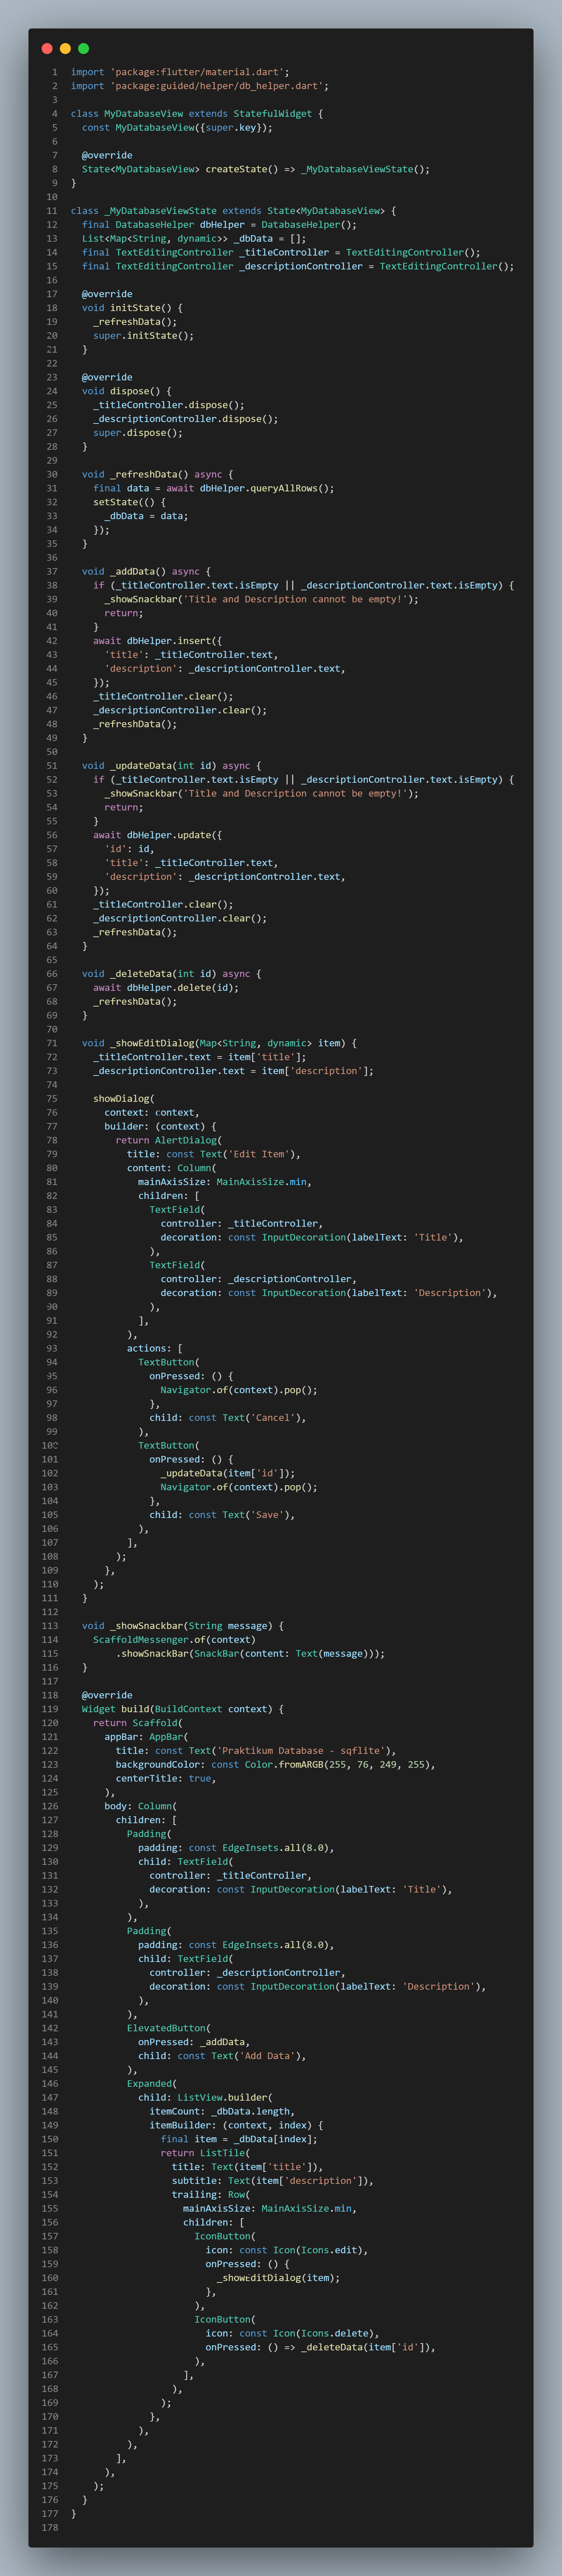 1 import 'package:flutter/material.dart';
2 import 'package:guided/helper/db_helper.dart';
3
4 class MyDatabaseView extends StatefulWidget {
5   const MyDatabaseView({super.key});
6
7   @override
8   State<MyDatabaseView> createState() => _MyDatabaseViewState();
9 }
10
11 class _MyDatabaseViewState extends State<MyDatabaseView> {
12   final DatabaseHelper dbHelper = DatabaseHelper();
13   List<Map<String, dynamic>> _dbData = [];
14   final TextEditingController _titleController = TextEditingController();
15   final TextEditingController _descriptionController = TextEditingController();
16
17   @override
18   void initState() {
19     _refreshData();
20     super.initState();
21   }
22
23   @override
24   void dispose() {
25     _titleController.dispose();
26     _descriptionController.dispose();
27     super.dispose();
28   }
29
30   void _refreshData() async {
31     final data = await dbHelper.queryAllRows();
32     setState(() {
33       _dbData = data;
34     });
35   }
36
37   void _addData() async {
38     if (_titleController.text.isEmpty || _descriptionController.text.isEmpty) {
39       _showSnackbar('Title and Description cannot be empty!');
40       return;
41     }
42     await dbHelper.insert({
43       'title': _titleController.text,
44       'description': _descriptionController.text,
45     });
46     _titleController.clear();
47     _descriptionController.clear();
48     _refreshData();
49   }
50
51   void _updateData(int id) async {
52     if (_titleController.text.isEmpty || _descriptionController.text.isEmpty) {
53       _showSnackbar('Title and Description cannot be empty!');
54       return;
55     }
56     await dbHelper.update({
57       'id': id,
58       'title': _titleController.text,
59       'description': _descriptionController.text,
60     });
61     _titleController.clear();
62     _descriptionController.clear();
63     _refreshData();
64   }
65
66   void _deleteData(int id) async {
67     await dbHelper.delete(id);
68     _refreshData();
69   }
70
71   void _showEditDialog(Map<String, dynamic> item) {
72     _titleController.text = item['title'];
73     _descriptionController.text = item['description'];
74
75     showDialog(
76       context: context,
77       builder: (context) {
78         return AlertDialog(
79           title: const Text('Edit Item'),
80           content: Column(
81             mainAxisSize: MainAxisSize.min,
82             children: [
83               TextField(
84                 controller: _titleController,
85                 decoration: const InputDecoration(labelText: 'Title'),
86               ),
87               TextField(
88                 controller: _descriptionController,
89                 decoration: const InputDecoration(labelText: 'Description'),
90               ),
91             ],
92           ),
93           actions: [
94             TextButton(
95               onPressed: () {
96                 Navigator.of(context).pop();
97               },
98               child: const Text('Cancel'),
99             ),
100             TextButton(
101               onPressed: () {
102                 _updateData(item['id']);
103                 Navigator.of(context).pop();
104               },
105               child: const Text('Save'),
106             ),
107           ],
108         );
109       },
110     );
111   }
112
113   void _showSnackbar(String message) {
114     ScaffoldMessenger.of(context)
115         .showSnackBar(SnackBar(content: Text(message)));
116   }
117
118   @override
119   Widget build(BuildContext context) {
120     return Scaffold(
121       appBar: AppBar(
122         title: const Text('Praktikum Database - sqflite'),
123         backgroundColor: const Color.fromARGB(255, 76, 249, 255),
124         centerTitle: true,
125       ),
126       body: Column(
127         children: [
128           Padding(
129             padding: const EdgeInsets.all(8.0),
130             child: TextField(
131               controller: _titleController,
132               decoration: const InputDecoration(labelText: 'Title'),
133             ),
134           ),
135           Padding(
136             padding: const EdgeInsets.all(8.0),
137             child: TextField(
138               controller: _descriptionController,
139               decoration: const InputDecoration(labelText: 'Description'),
140             ),
141           ),
142           ElevatedButton(
143             onPressed: _addData,
144             child: const Text('Add Data'),
145           ),
146           Expanded(
147             child: ListView.builder(
148               itemCount: _dbData.length,
149               itemBuilder: (context, index) {
150                 final item = _dbData[index];
151                 return ListTile(
152                   title: Text(item['title']),
153                   subtitle: Text(item['description']),
154                   trailing: Row(
155                     mainAxisSize: MainAxisSize.min,
156                     children: [
157                       IconButton(
158                         icon: const Icon(Icons.edit),
159                         onPressed: () {
160                           _showEditDialog(item);
161                         },
162                       ),
163                       IconButton(
164                         icon: const Icon(Icons.delete),
165                         onPressed: () => _deleteData(item['id']),
166                       ),
167                     ],
168                   ),
169                 );
170               },
171             ),
172           ),
173         ],
174       ),
175     );
176   }
177 }
178